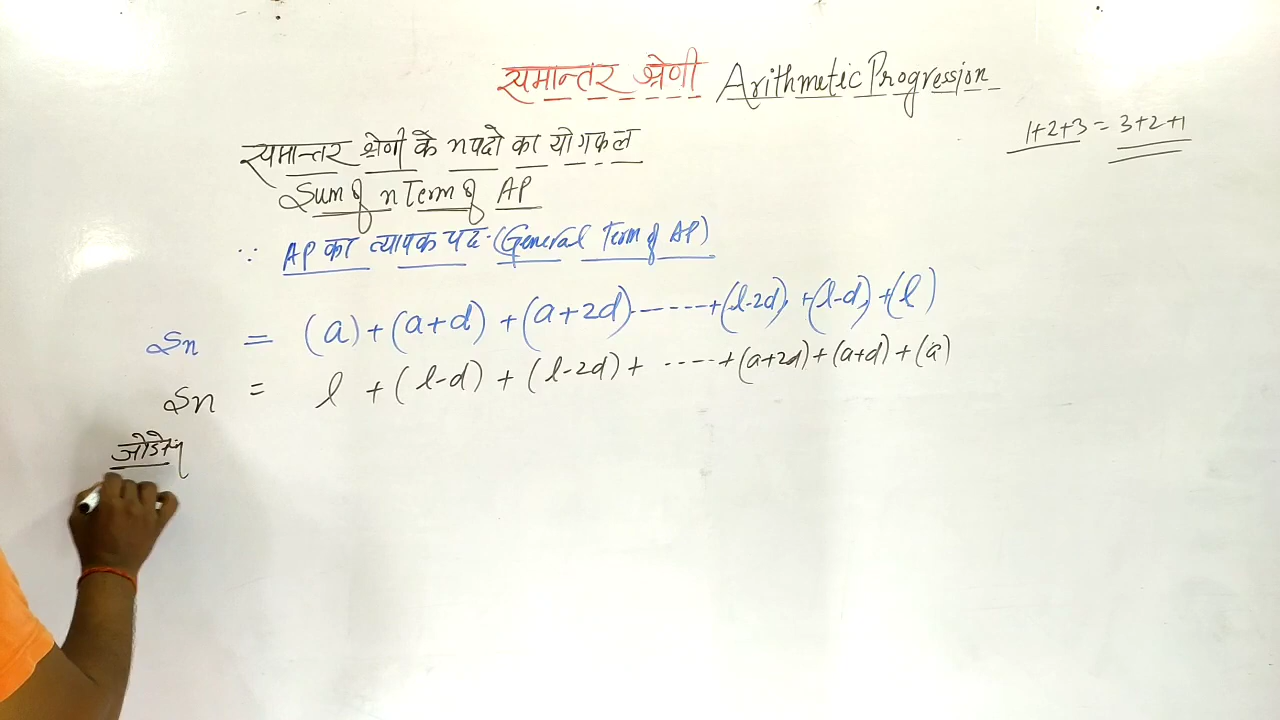 समान्तर श्रेणी Arithmetic Progression
1+2+3 = 3+2+1
समान्तर श्रेणी के n पदो का योगफल
Sum of n Term of AP
∵ AP का व्यापक पद (General Term of AP)
Sn = (a) + (a+d) + (a+2d) ------+(l-2d) +(l-d) +(l)
Sn = l + (l-d) + (l-2d) + ----+(a+2d)+(a+d)+(a)